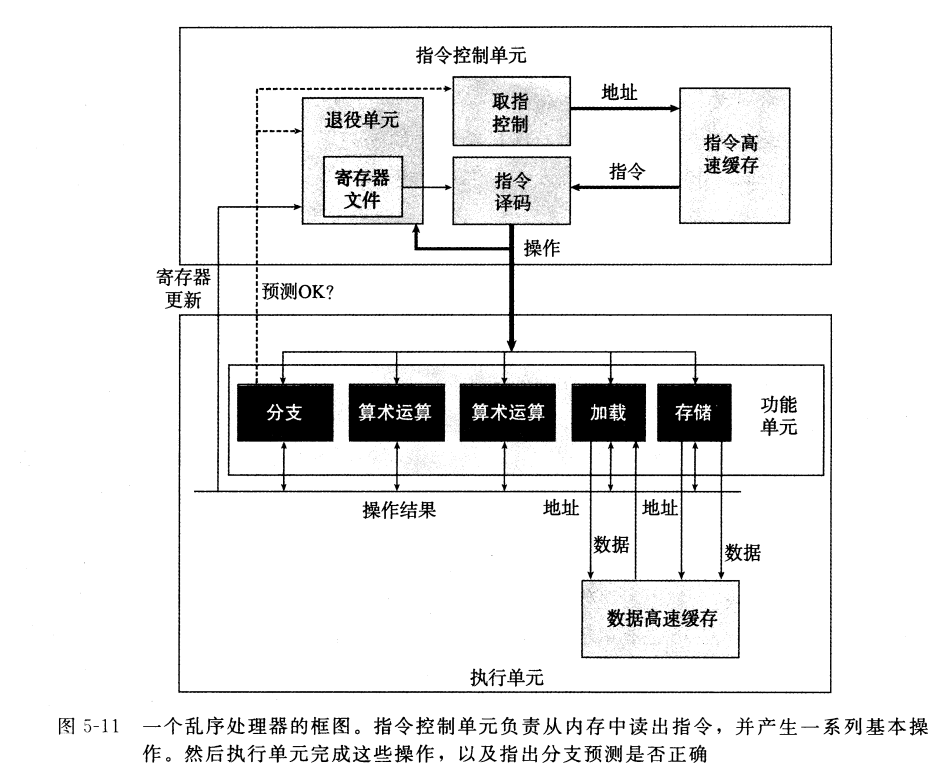 指令控制单元
取指
控制
地址
指令高
速缓存
退役单元
寄存器
文件
指令
译码
指令
操作
寄存器
更新
预测OK?
分支
算术运算
算术运算
加载
存储
功能
单元
操作结果
地址
地址
数据
数据
数据高速缓存
执行单元
图 5-11 一个乱序处理器的框图。指令控制单元负责从内存中读出指令，并产生一系列基本操
作。然后执行单元完成这些操作，以及指出分支预测是否正确